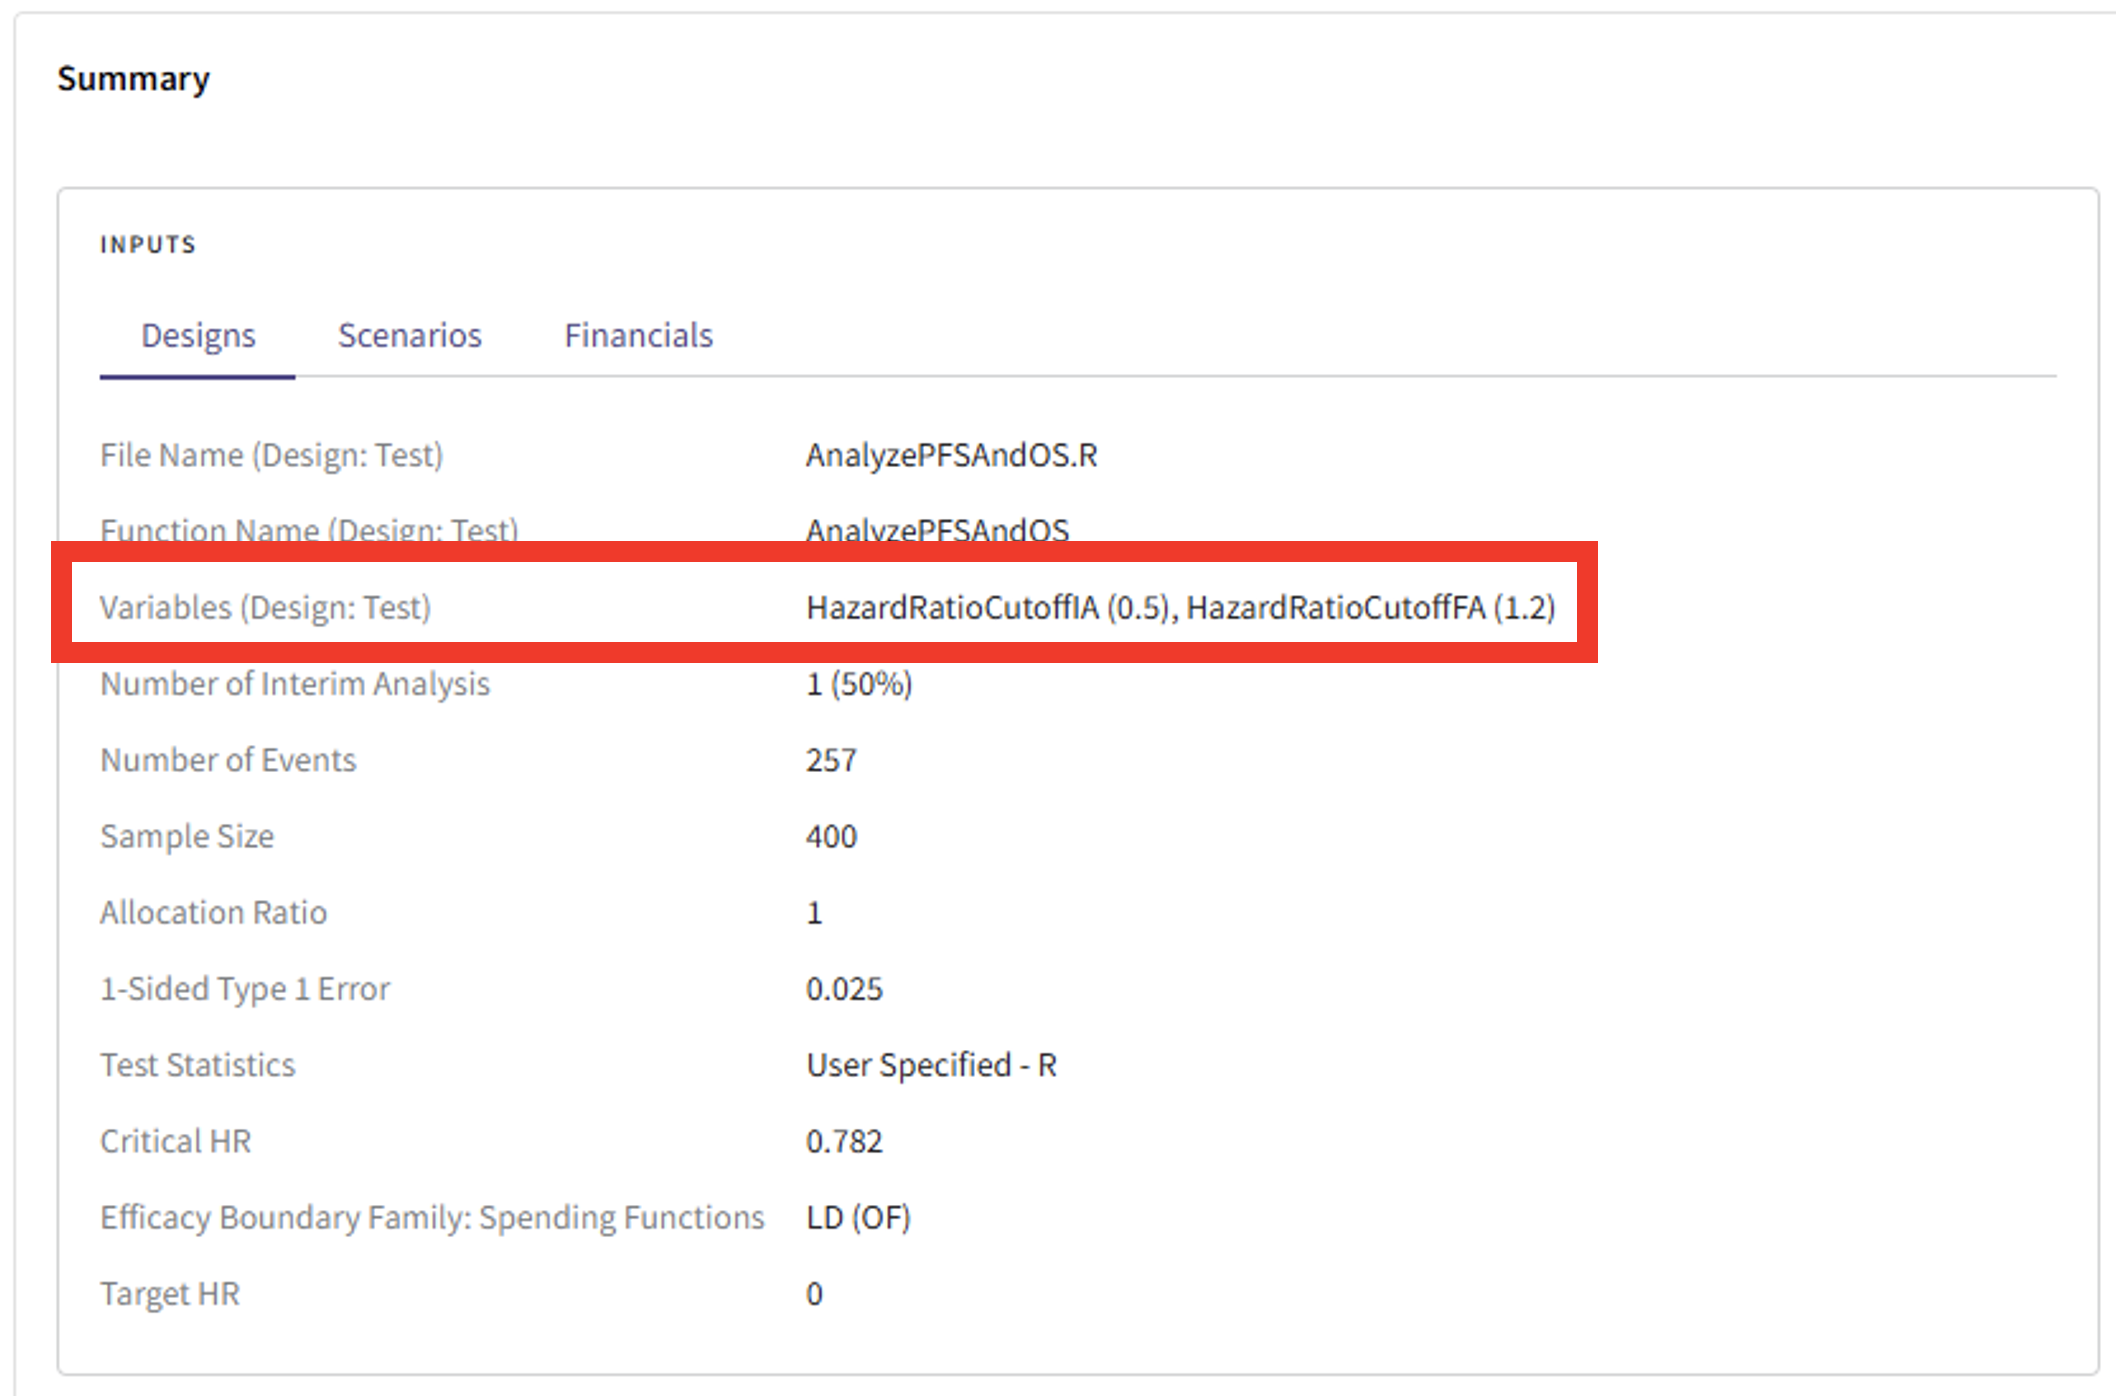 Summary
INPUTS
Designs Scenarios Financials
File Name (Design: Test) AnalyzePFSAndOS.R
Function Name (Design: Test) AnalyzePFSAndOS
Variables (Design: Test) HazardRatioCutoffIA (0.5), HazardRatioCutoffFA (1.2)
Number of Interim Analysis 1 (50%)
Number of Events 257
Sample Size 400
Allocation Ratio 1
1-Sided Type 1 Error 0.025
Test Statistics User Specified - R
Critical HR 0.782
Efficacy Boundary Family: Spending Functions LD (OF)
Target HR 0